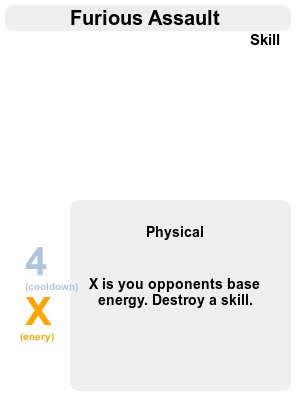 Furious Assault
Skill
Physical
4
(cooldown)
X is you opponents base
energy. Destroy a skill.
X
(enery)